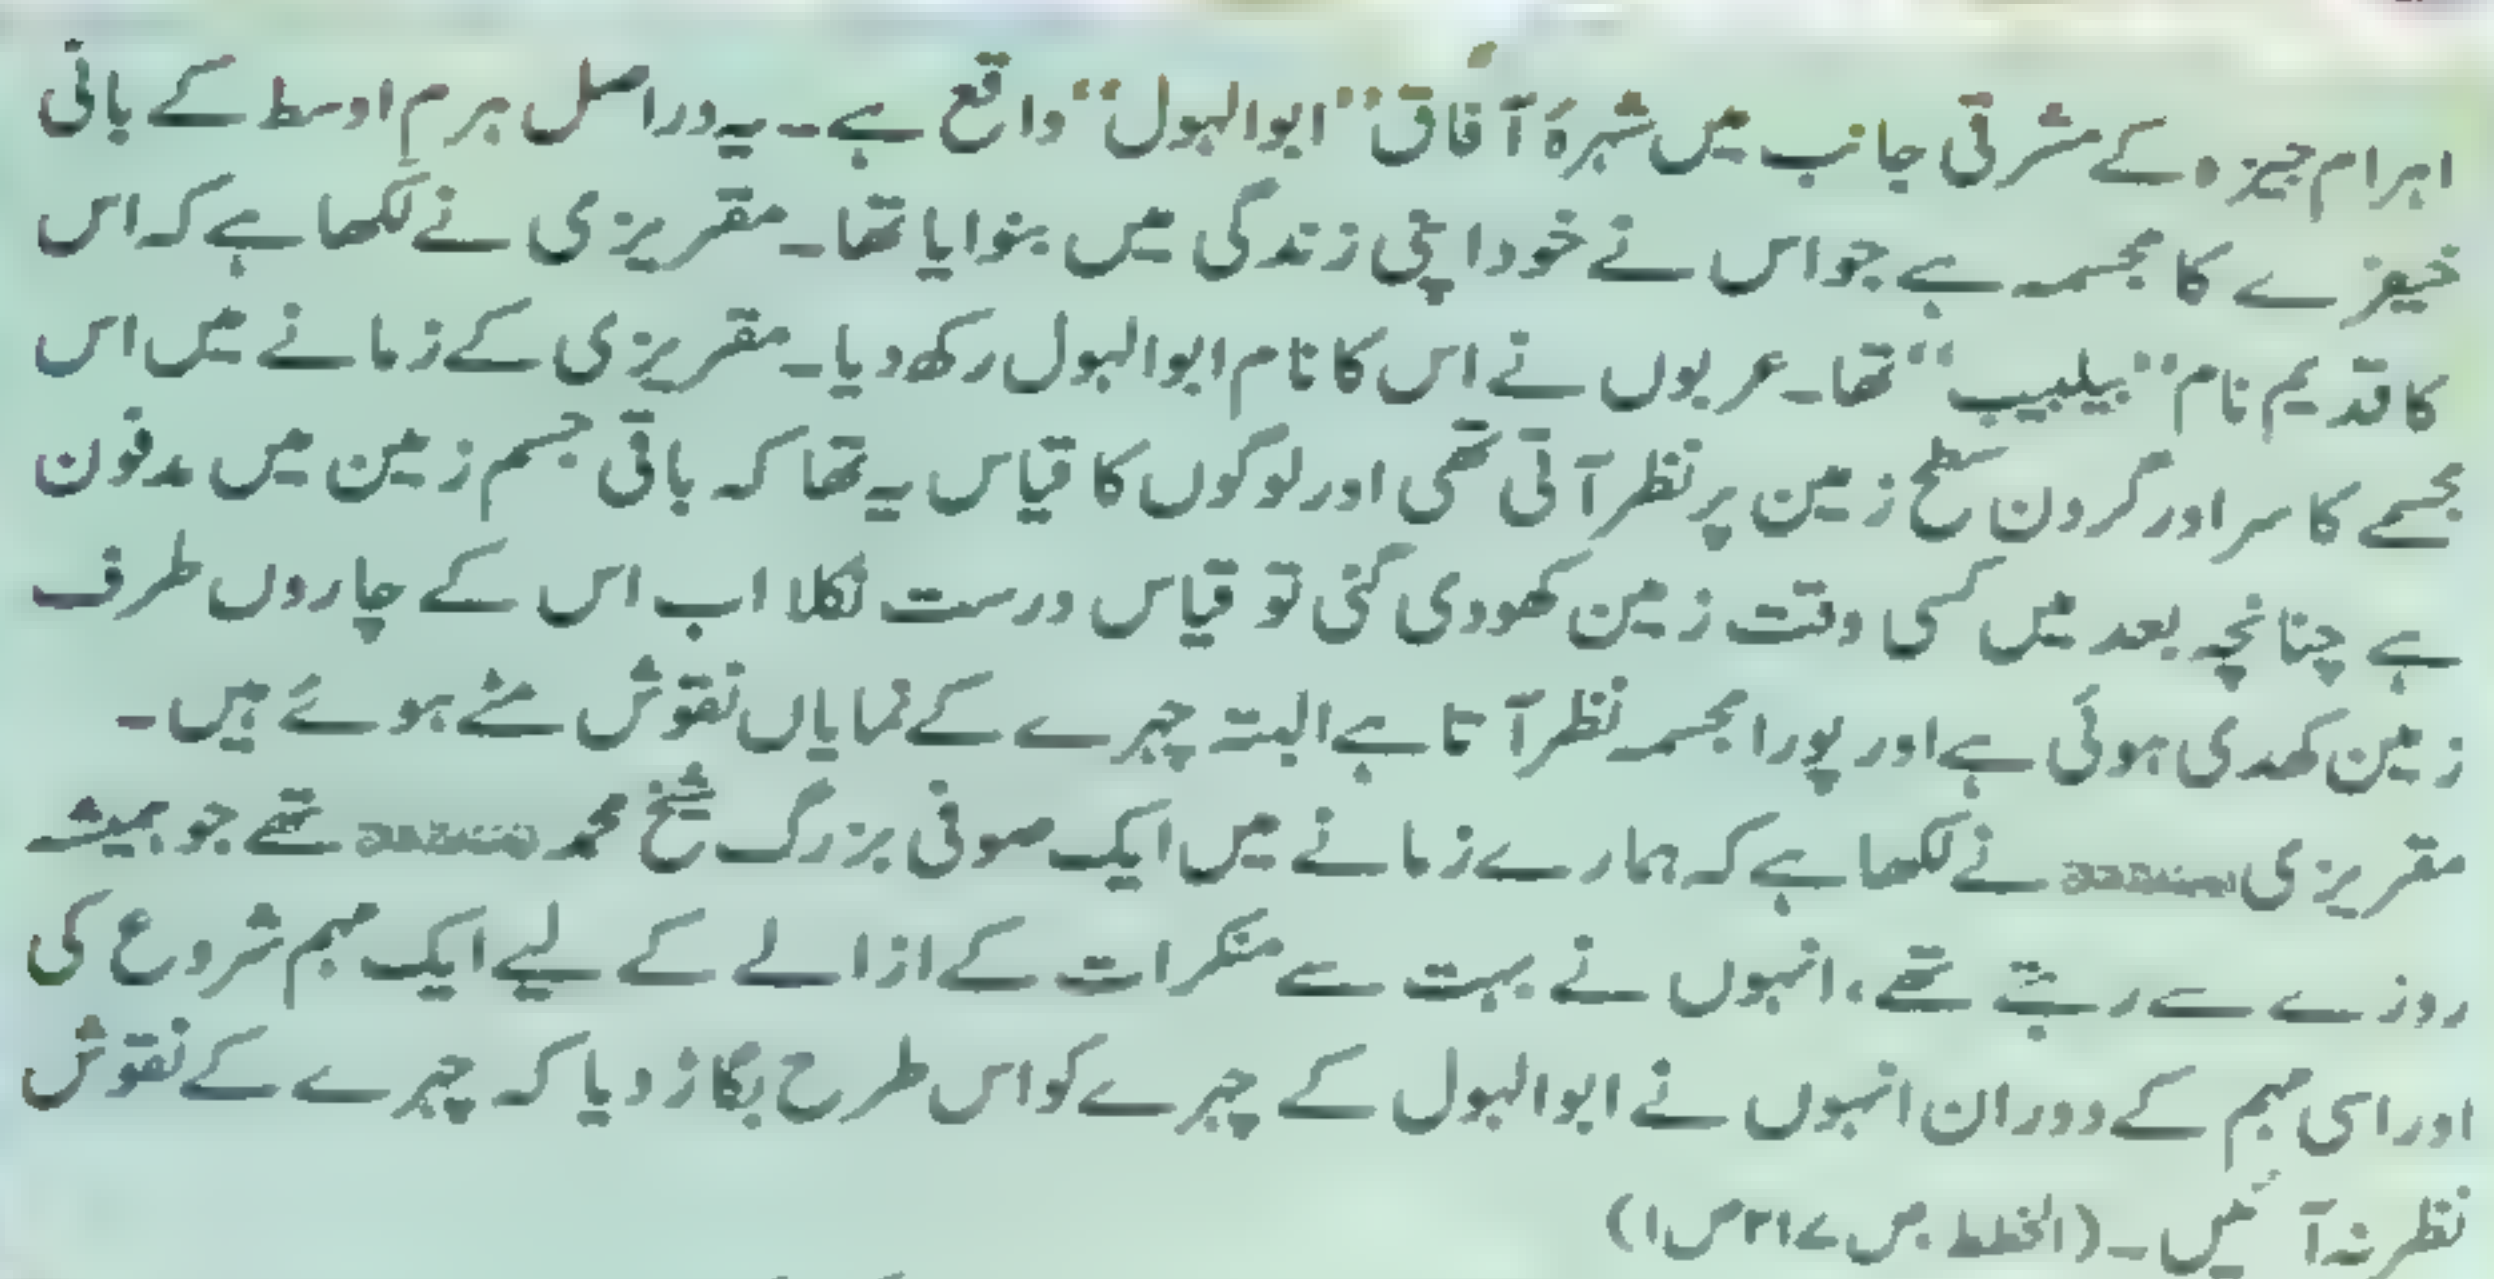 اہرام جیزہ کے مشرقی جانب میں شہرۂ آفاق "ابوالہول" واقع ہے۔ یہ دراصل ہرم اوسط کے بانی
خیفرے کا مجسمہ ہے جو اس نے خود اپنی زندگی میں بنوایا تھا۔ مقریزی نے لکھا ہے کہ اس
کا قدیم نام "بیلہیب" تھا۔ عربوں نے اس کا نام ابوالہول رکھ دیا۔ مقریزی کے زمانے میں اس
مجسمے کا سر اور گردن سطح زمین پر نظر آتی تھی اور لوگوں کا قیاس یہ تھا کہ باقی جسم زمین میں مدفون
ہے چنانچہ بعد میں کسی وقت زمین کھودی گئی تو قیاس درست نکلا اب اس کے چاروں طرف
زمین کھدی ہوئی ہے اور پورا مجسمہ نظر آتا ہے البتہ چہرے کے نمایاں نقوش مٹے ہوئے ہیں۔
مقریزی نے لکھا ہے کہ ہمارے زمانے میں ایک صوفی بزرگ شیخ محمد تھے جو ہمیشہ
روزے سے رہتے تھے، انہوں نے بہت سے منکرات کے ازالے کے لیے ایک مہم شروع کی
اور اسی مہم کے دوران انہوں نے ابوالہول کے چہرے کو اس طرح بگاڑ دیا کہ چہرے کے نقوش
نظر نہ آئیں۔ (الخطط ص